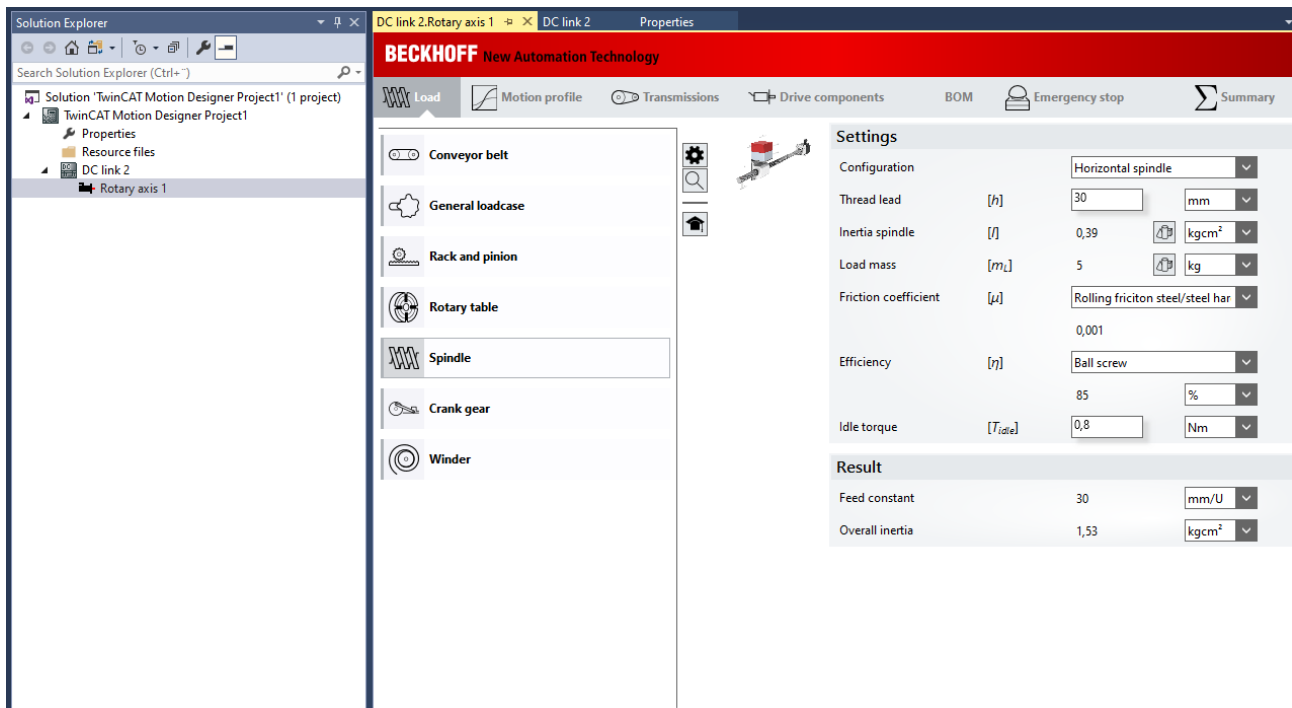 Solution Explorer
Search Solution Explorer (Ctrl+¨)
Solution 'TwinCAT Motion Designer Project1' (1 project)
TwinCAT Motion Designer Project1
Properties
Resource files
DC link 2
Rotary axis 1
DC link 2.Rotary axis 1 DC link 2 Properties
BECKHOFF New Automation Technology
Load Motion profile Transmissions Drive components BOM Emergency stop Summary
Conveyor belt
General loadcase
Rack and pinion
Rotary table
Spindle
Crank gear
Winder
Settings
Configuration Horizontal spindle
Thread lead [h] 30 mm
Inertia spindle [I] 0,39 kgcm²
Load mass [mL] 5 kg
Friction coefficient [μ] Rolling friciton steel/steel har
0,001
Efficiency [η] Ball screw
85 %
Idle torque [Tidle] 0,8 Nm
Result
Feed constant 30 mm/U
Overall inertia 1,53 kgcm²